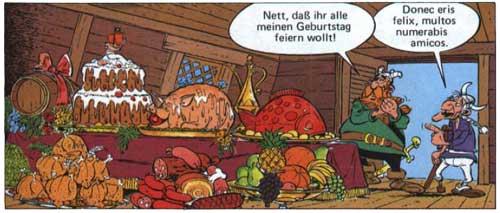 Nett, daß ihr alle
meinen Geburtstag
feiern wollt!
Donec eris
felix, multos
numerabis
amicos.